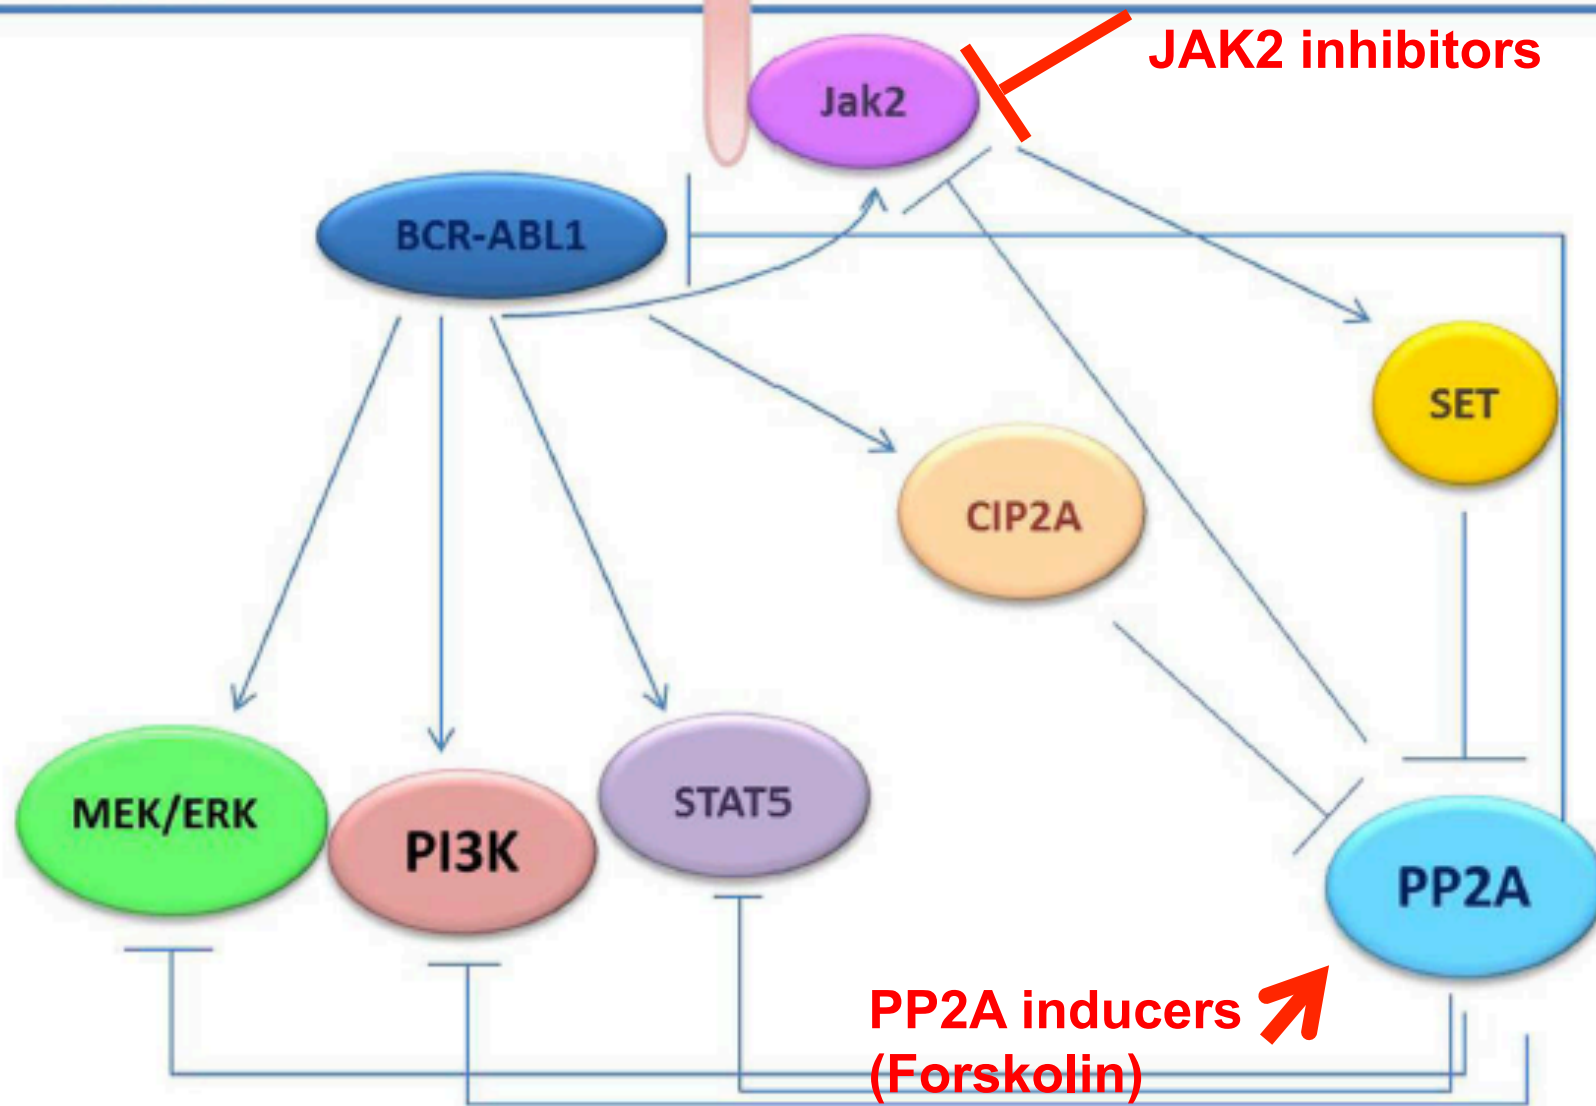 JAK2 inhibitors
Jak2
BCR-ABL1
SET
CIP2A
MEK/ERK
PI3K
STAT5
PP2A
PP2A inducers
(Forskolin)